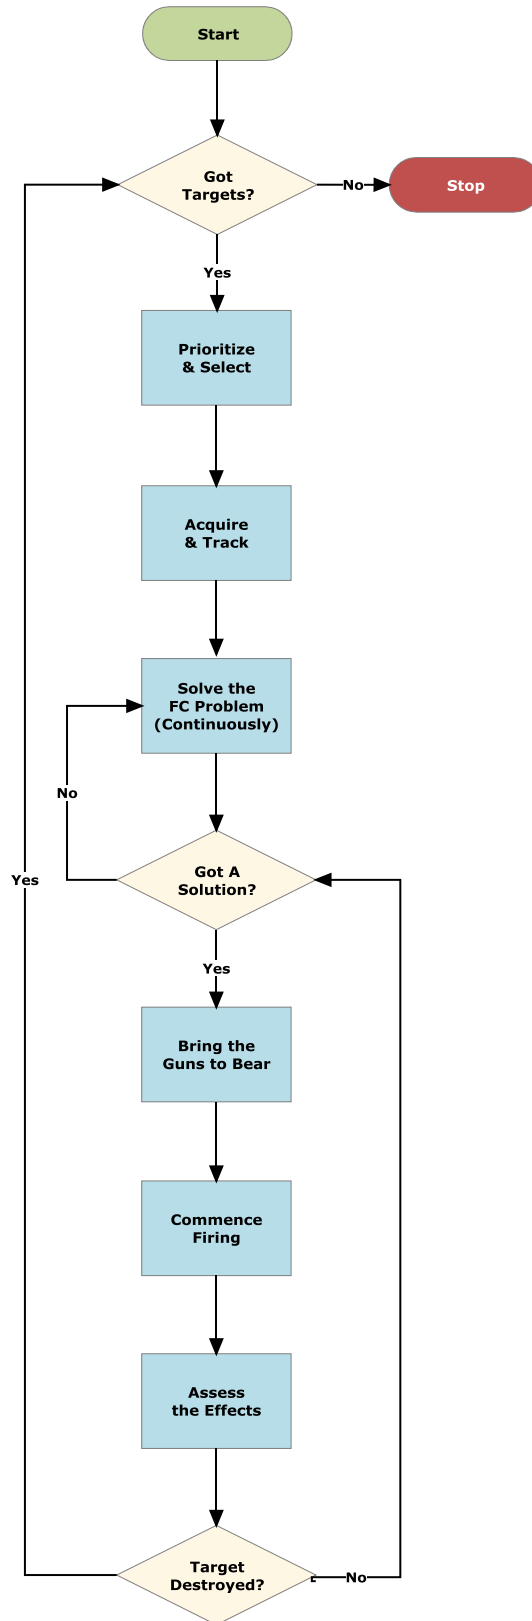 Start
Got
Targets?
No
Stop
Yes
Prioritize
& Select
Acquire
& Track
Solve the
FC Problem
(Continuously)
No
Got A
Solution?
Yes
Yes
Bring the
Guns to Bear
Commence
Firing
Assess
the Effects
Target
Destroyed?
No